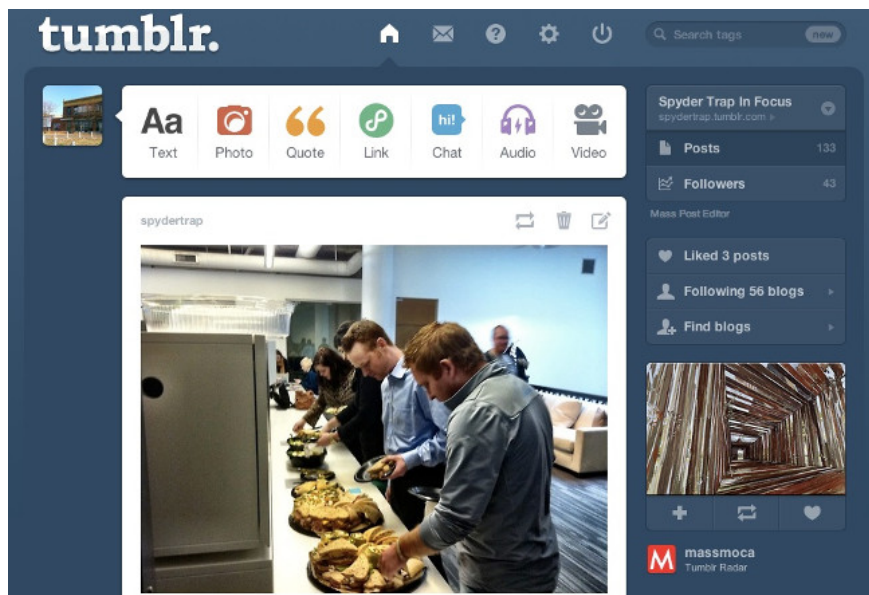 tumblr.
Search tags
new
Aa
Text
Photo
Quote
Link
hi!
Chat
Audio
Video
Spyder Trap In Focus
spydertrap.tumblr.com >
Posts 133
Followers 43
Mass Post Editor
Liked 3 posts
Following 56 blogs
Find blogs
spydertrap
M
massmoca
Tumblr Radar